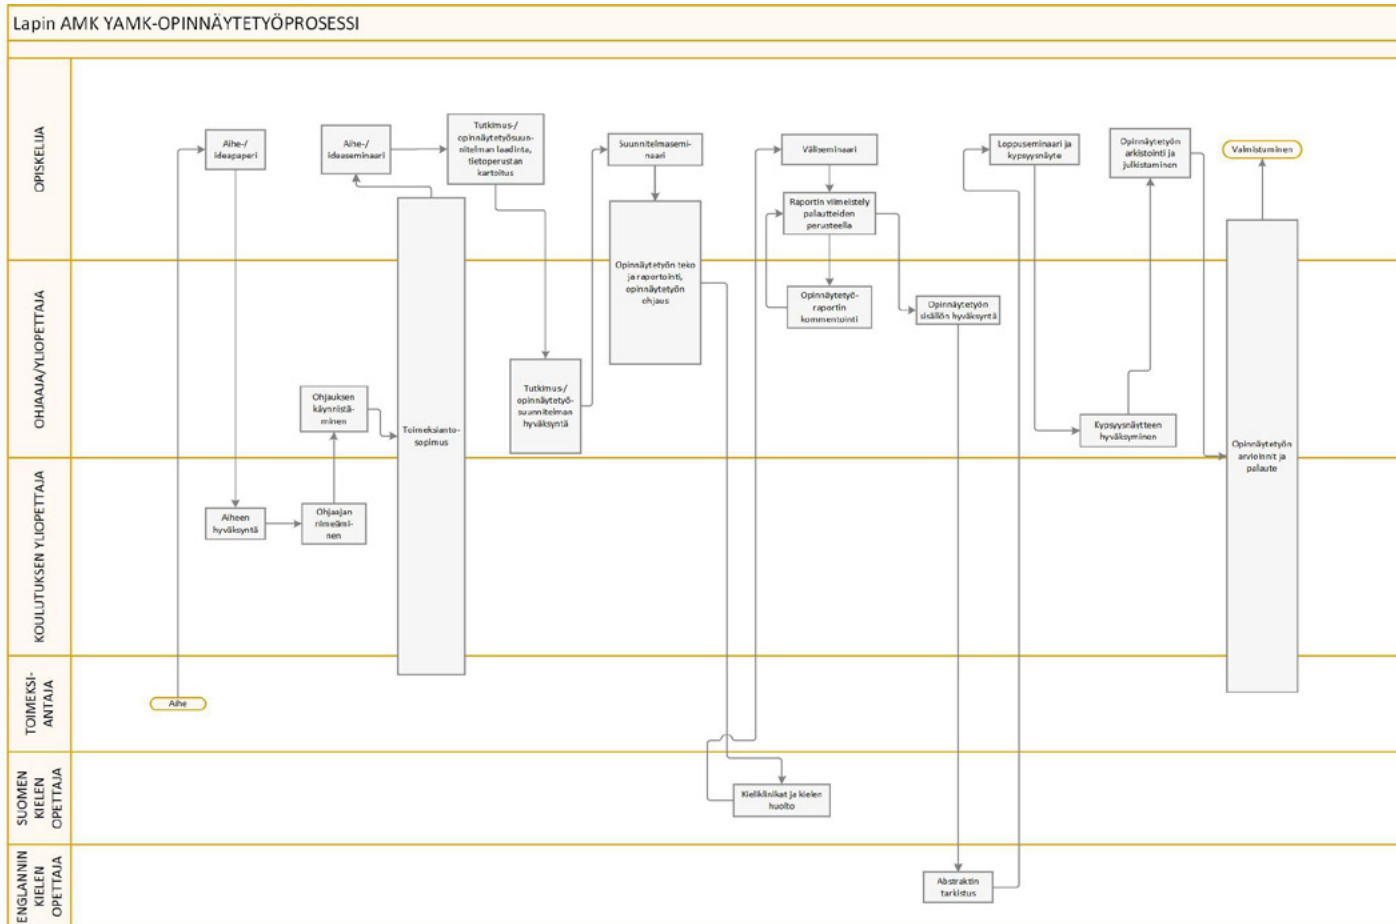 Lapin AMK YAMK-OPINNÄYTETYÖPROSESSI
OPISKELIJA
Aihe-/
ideapaperi
Aihe-/
ideaseminaari
Tutkimus-/
opinnäytetyösuun-
nitelman laadinta,
tietoperustan
kartoitus
Suunnitelmasemi-
naari
Väliseminaari
Raportin viimeistely
palautteiden
perusteella
Loppuseminaari ja
kypsyysnäyte
Opinnäytetyön
arkistointi ja
julkistaminen
Valmistuminen
OHJAAJA/YLIOPETTAJA
Ohjauksen
käynnistä-
minen
Toimeksianto-
sopimus
Tutkimus-/
opinnäytetyö-
suunnitelman
hyväksyntä
Opinnäytetyön teko
ja raportointi,
opinnäytetyön
ohjaus
Opinnäytetyö-
raportin
kommentointi
Opinnäytetyön
sisällön hyväksyntä
Kypsyysnäytteen
hyväksyminen
Opinnäytetyön
arvioinnit ja
palaute
KOULUTUKSEN YLIOPETTAJA
Aiheen
hyväksyntä
Ohjaajan
nimeämi-
nen
TOIMEKSI-
ANTAJA
Aihe
SUOMEN
KIELEN
OPETTAJA
Kieliklinikat ja kielen
huolto
ENGLANNIN
KIELEN
OPETTAJA
Abstraktin
tarkistus